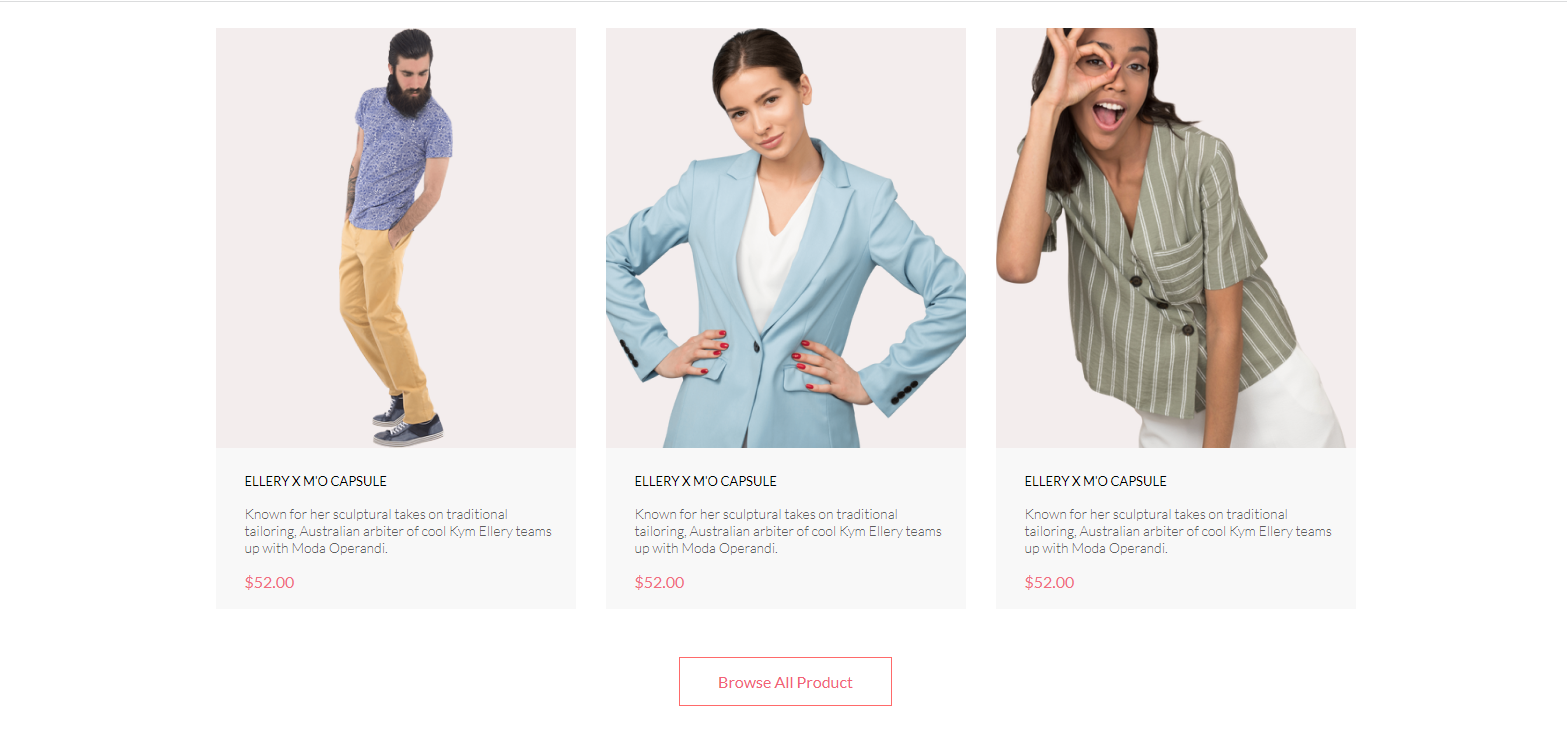 ELLERY X M'O CAPSULE
Known for her sculptural takes on traditional
tailoring, Australian arbiter of cool Kym Ellery teams
up with Moda Operandi.
$52.00
ELLERY X M'O CAPSULE
Known for her sculptural takes on traditional
tailoring, Australian arbiter of cool Kym Ellery teams
up with Moda Operandi.
$52.00
ELLERY X M'O CAPSULE
Known for her sculptural takes on traditional
tailoring, Australian arbiter of cool Kym Ellery teams
up with Moda Operandi.
$52.00
Browse All Product